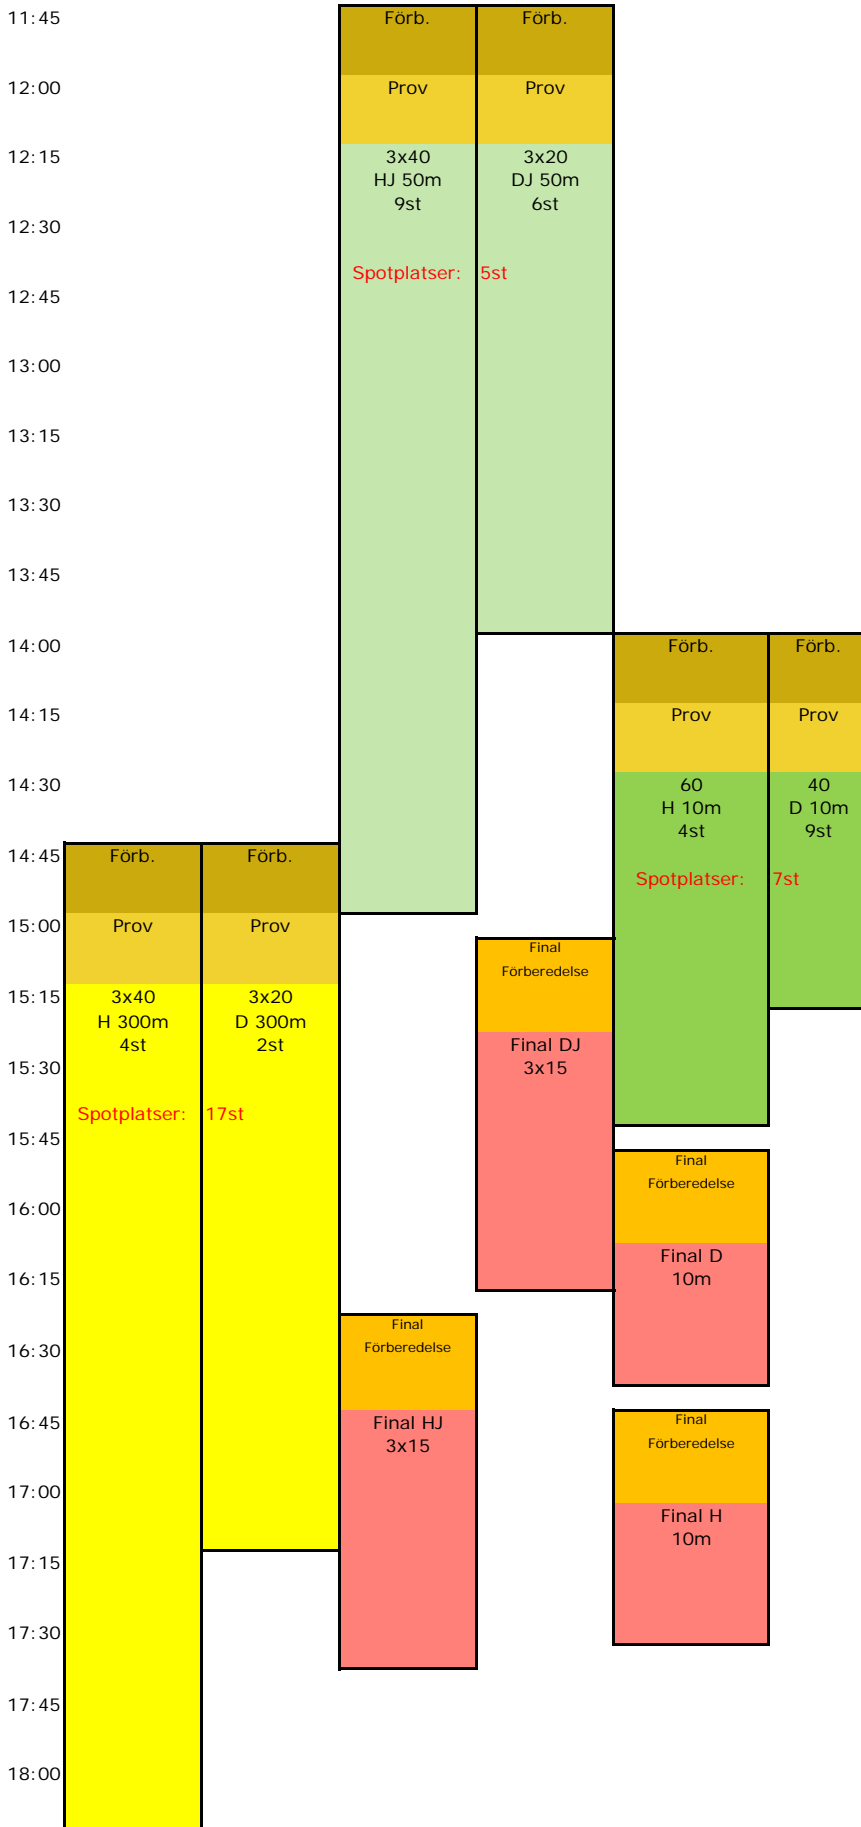 11:45 Förb. Förb.
12:00 Prov Prov
12:15 3x40 3x20
HJ 50m DJ 50m
9st 6st
12:30
Spotplatser: 5st
12:45
13:00
13:15
13:30
13:45
14:00 Förb. Förb.
14:15 Prov Prov
14:30 60 40
H 10m D 10m
4st 9st
14:45 Förb. Förb.
Spotplatser: 7st
15:00 Prov Prov
Final
Förberedelse
15:15 3x40 3x20
H 300m D 300m
4st 2st
Final DJ
15:30 3x15
Spotplatser: 17st
15:45
Final
Förberedelse
16:00
Final D
16:15 10m
Final
16:30 Förberedelse
16:45 Final HJ Final
3x15 Förberedelse
17:00
Final H
10m
17:15
17:30
17:45
18:00